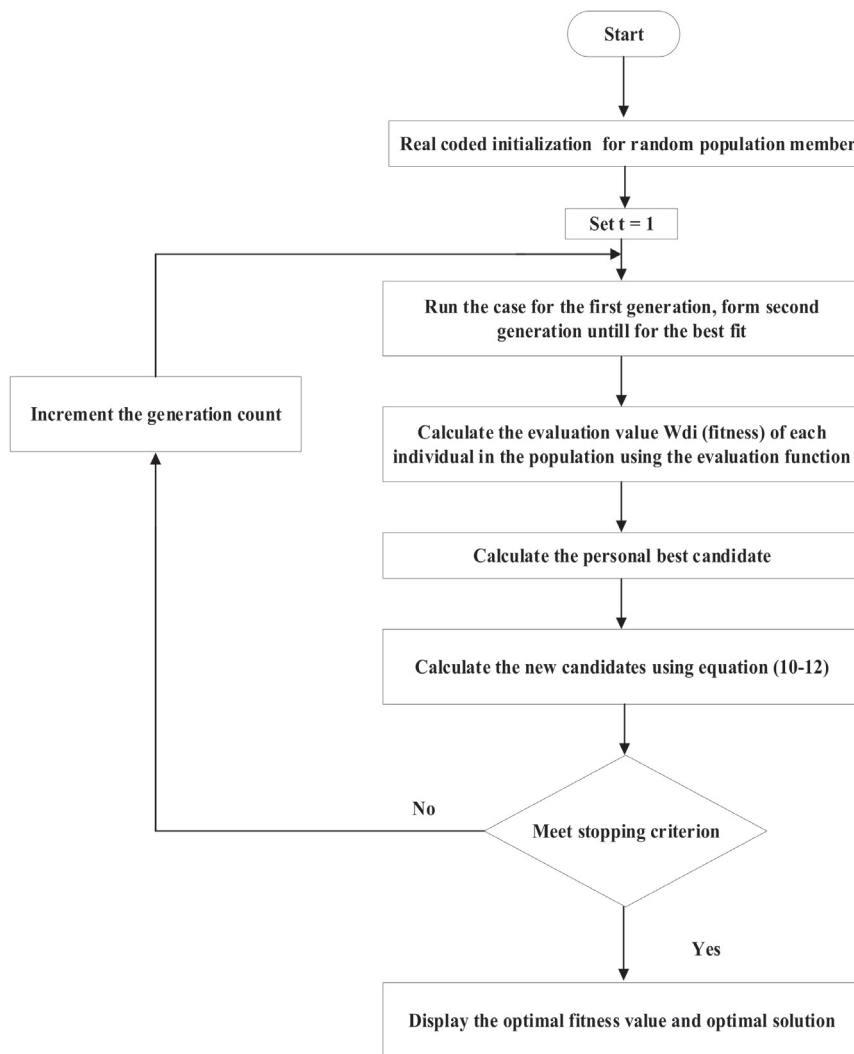 Start
Real coded initialization for random population member
Set t = 1
Run the case for the first generation, form second
generation untill for the best fit
Increment the generation count
Calculate the evaluation value Wdi (fitness) of each
individual in the population using the evaluation function
Calculate the personal best candidate
Calculate the new candidates using equation (10-12)
No
Meet stopping criterion
Yes
Display the optimal fitness value and optimal solution